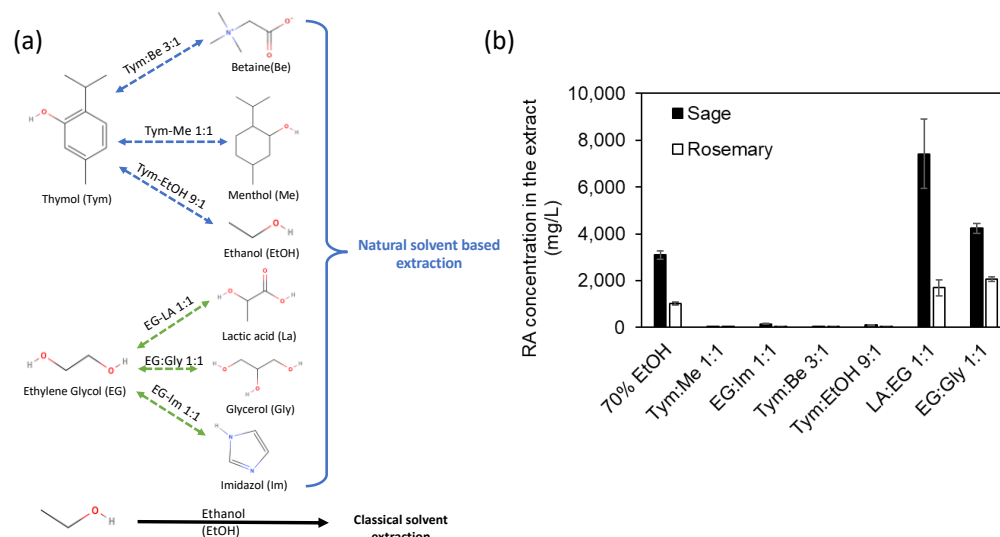 (a)
O⁻
N⁺
O
Betaine(Be)
Tym:Be 3:1
H
O
Thymol (Tym)
Tym-Me 1:1
O
H
Menthol (Me)
Tym-EtOH 9:1
O
H
Ethanol (EtOH)
Natural solvent based
extraction
EG-LA 1:1
H
O
O
O
H
Lactic acid (La)
H
O
O
H
Ethylene Glycol (EG)
EG:Gly 1:1
H
O
O
H
O
H
Glycerol (Gly)
EG-Im 1:1
H
N
N
Imidazol (Im)
O
H
Ethanol
(EtOH)
Classical solvent
extraction
(b)
RA concentration in the extract
(mg/L)
10,000
8,000
6,000
4,000
2,000
0
Sage
Rosemary
70% EtOH
Tym:Me 1:1
EG:Im 1:1
Tym:Be 3:1
Tym:EtOH 9:1
LA:EG 1:1
EG:Gly 1:1